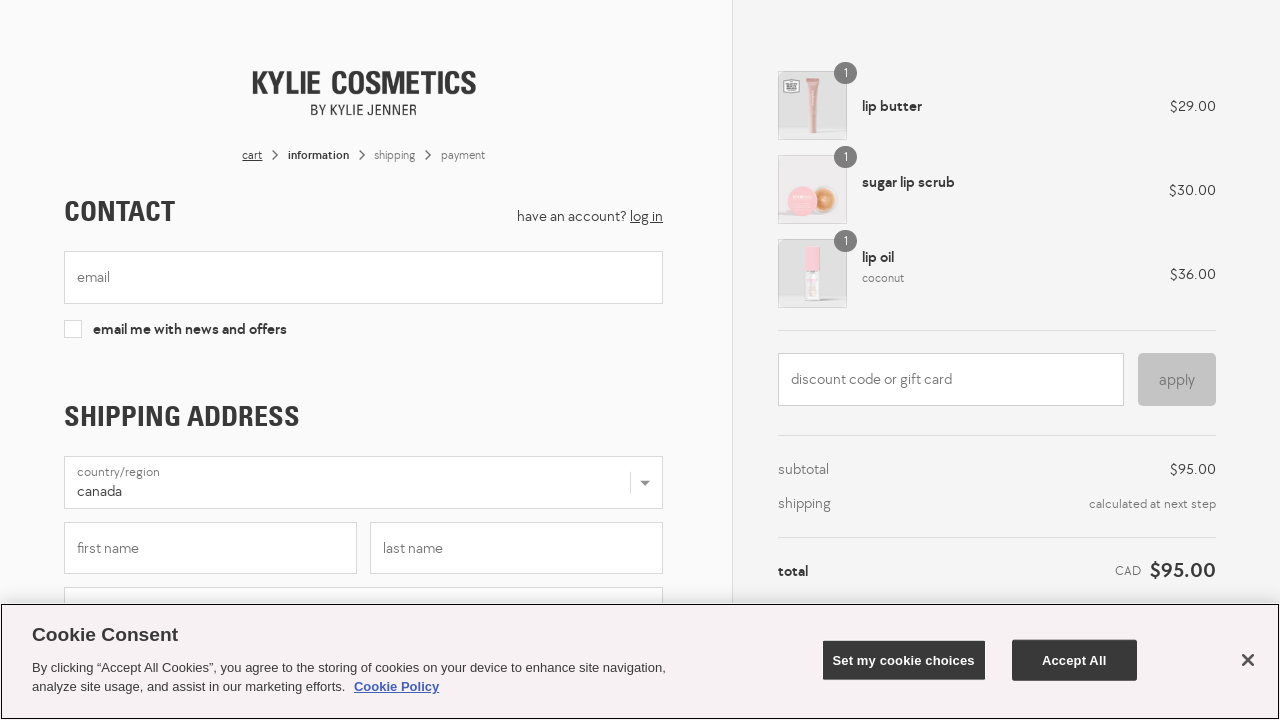 KYLIE COSMETICS
BY KYLIE JENNER
cart > information > shipping > payment
CONTACT
have an account? log in
email
email me with news and offers
SHIPPING ADDRESS
country/region
canada
first name
last name
1
lip butter
$29.00
1
sugar lip scrub
$30.00
1
lip oil
coconut
$36.00
discount code or gift card
apply
subtotal
$95.00
shipping
calculated at next step
total
CAD $95.00
Cookie Consent
By clicking “Accept All Cookies”, you agree to the storing of cookies on your device to enhance site navigation,
analyze site usage, and assist in our marketing efforts. Cookie Policy
Set my cookie choices
Accept All